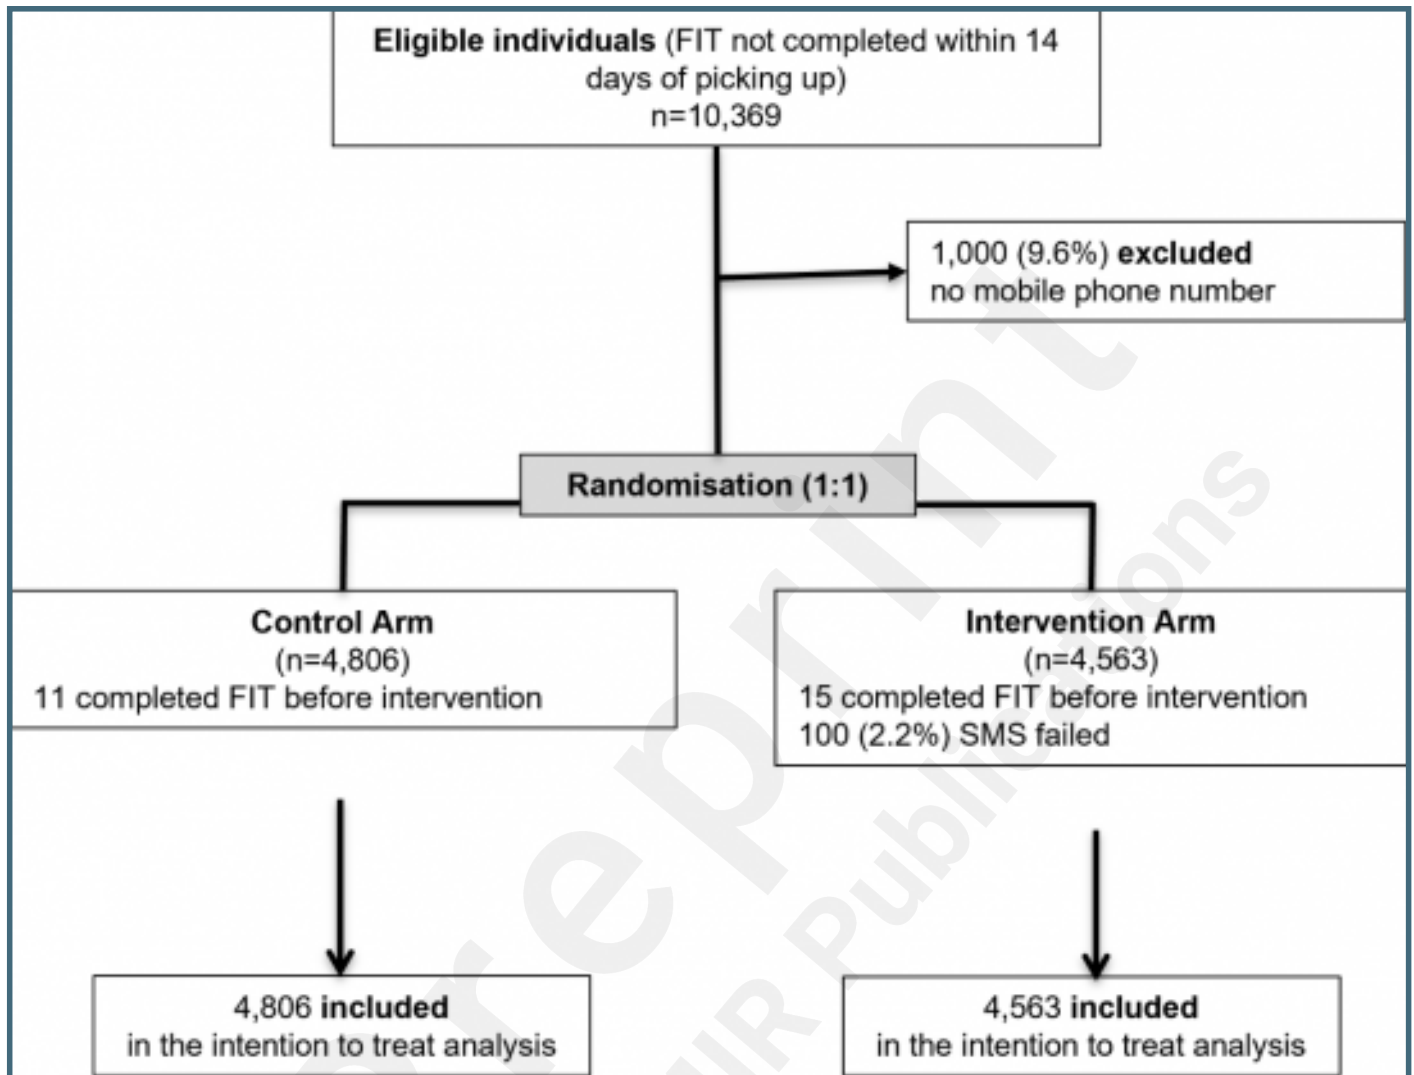 Eligible individuals (FIT not completed within 14
days of picking up)
n=10,369
1,000 (9.6%) excluded
no mobile phone number
Randomisation (1:1)
Control Arm
(n=4,806)
11 completed FIT before intervention
Intervention Arm
(n=4,563)
15 completed FIT before intervention
100 (2.2%) SMS failed
4,806 included
in the intention to treat analysis
4,563 included
in the intention to treat analysis
reprint
Publications